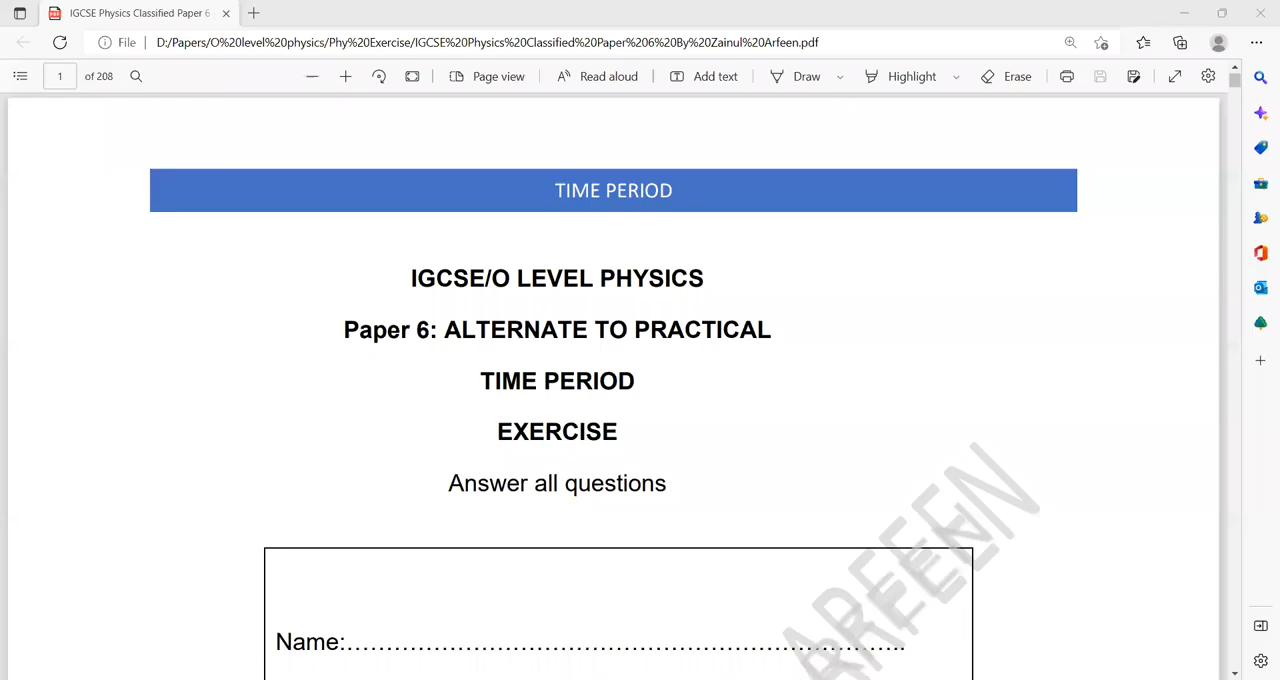 IGCSE Physics Classified Paper 6
File D:/Papers/O%20level%20physics/Phy%20Exercise/IGCSE%20Physics%20Classified%20Paper%206%20By%20Zainul%20Arfeen.pdf
1 of 208 Page view Read aloud Add text Draw Highlight Erase
TIME PERIOD
IGCSE/O LEVEL PHYSICS
Paper 6: ALTERNATE TO PRACTICAL
TIME PERIOD
EXERCISE
Answer all questions
ARFEEN
Name:……………………………………………………………..